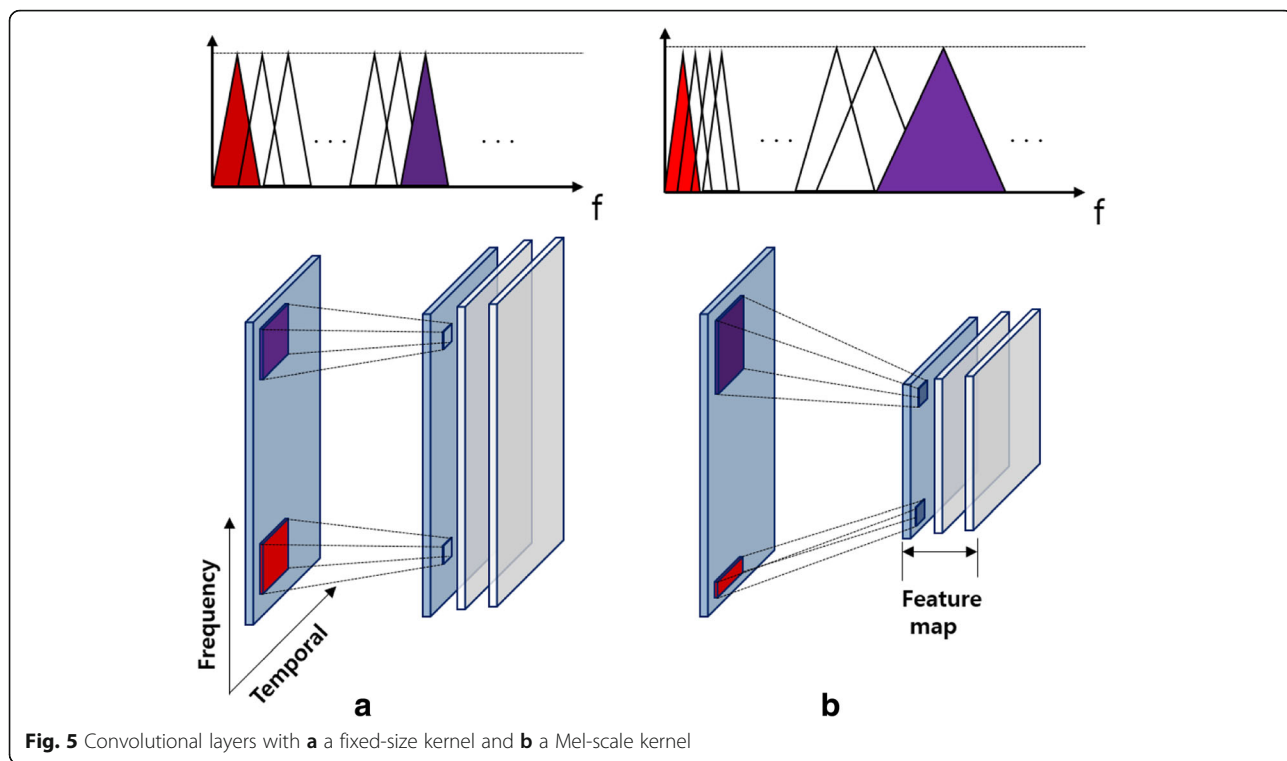 . . .
. . .
f
. . .
. . .
f
Frequency
Temporal
Feature
map
a
b
Fig. 5 Convolutional layers with a a fixed-size kernel and b a Mel-scale kernel